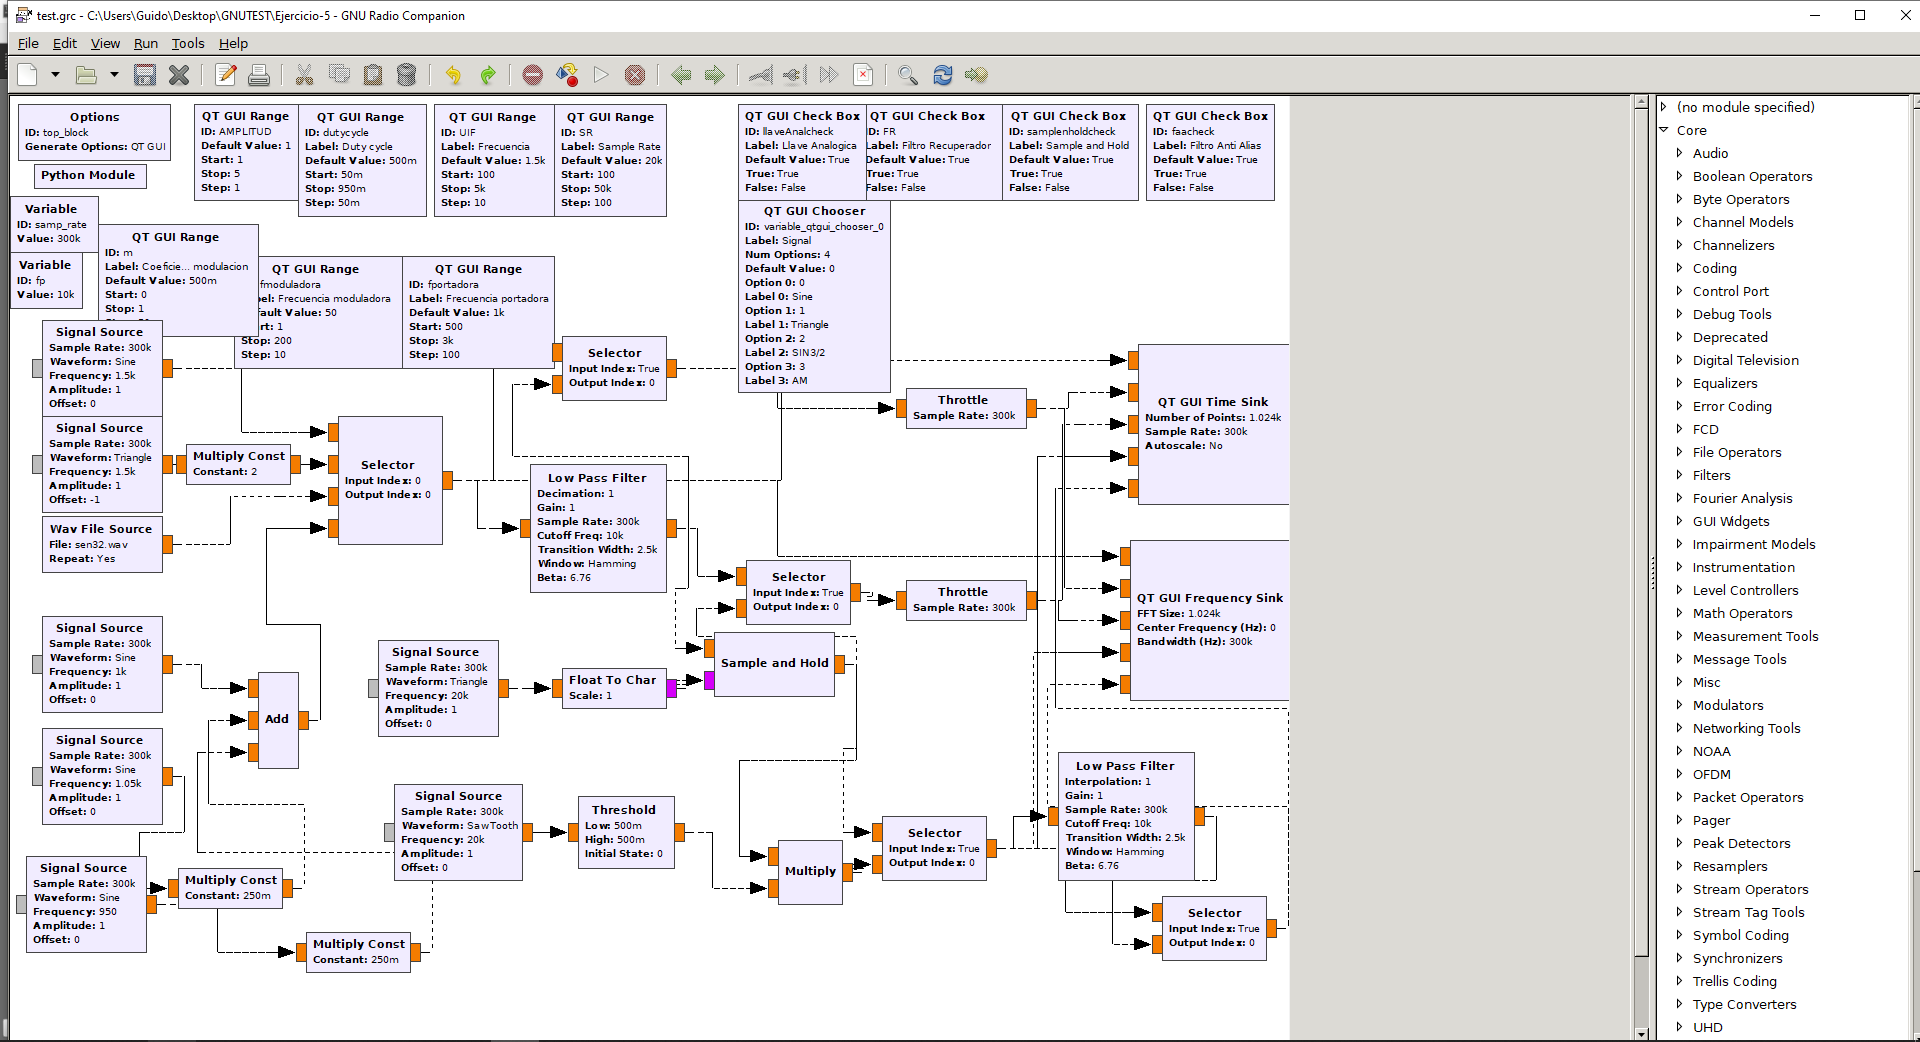 test.grc - C:\Users\Guido\Desktop\GNUTEST\Ejercicio-5 - GNU Radio Companion
File Edit View Run Tools Help
Options
ID: top_block
Generate Options: QT GUI
Python Module
QT GUI Range
ID: AMPLITUD
Default Value: 1
Start: 1
Stop: 5
Step: 1
QT GUI Range
ID: dutycycle
Label: Duty cycle
Default Value: 500m
Start: 50m
Stop: 950m
Step: 50m
QT GUI Range
ID: UIF
Label: Frecuencia
Default Value: 1.5k
Start: 100
Stop: 5k
Step: 10
QT GUI Range
ID: SR
Label: Sample Rate
Default Value: 20k
Start: 100
Stop: 50k
Step: 100
QT GUI Check Box
ID: llaveAnalcheck
Label: Llave Analogica
Default Value: True
True: True
False: False
QT GUI Check Box
ID: FR
Label: Filtro Recuperador
Default Value: True
True: True
False: False
QT GUI Check Box
ID: samplenholdcheck
Label: Sample and Hold
Default Value: True
True: True
False: False
QT GUI Check Box
ID: faacheck
Label: Filtro Anti Alias
Default Value: True
True: True
False: False
Variable
ID: samp_rate
Value: 300k
Variable
ID: fp
Value: 10k
QT GUI Range
ID: m
Label: Coeficie... modulacion
Default Value: 500m
Start: 0
Stop: 1
QT GUI Range
fmoduladora
Frecuencia moduladora
fault Value: 50
rt: 1
Stop: 200
Step: 10
QT GUI Range
ID: fportadora
Label: Frecuencia portadora
Default Value: 1k
Start: 500
Stop: 3k
Step: 100
QT GUI Chooser
ID: variable_qtgui_chooser_0
Label: Signal
Num Options: 4
Default Value: 0
Option 0: 0
Label 0: Sine
Option 1: 1
Label 1: Triangle
Option 2: 2
Label 2: SIN3/2
Option 3: 3
Label 3: AM
Signal Source
Sample Rate: 300k
Waveform: Sine
Frequency: 1.5k
Amplitude: 1
Offset: 0
Signal Source
Sample Rate: 300k
Waveform: Triangle
Frequency: 1.5k
Amplitude: 1
Offset: -1
Multiply Const
Constant: 2
Wav File Source
File: sen32.wav
Repeat: Yes
Selector
Input Index: 0
Output Index: 0
Selector
Input Index: True
Output Index: 0
Low Pass Filter
Decimation: 1
Gain: 1
Sample Rate: 300k
Cutoff Freq: 10k
Transition Width: 2.5k
Window: Hamming
Beta: 6.76
Throttle
Sample Rate: 300k
QT GUI Time Sink
Number of Points: 1.024k
Sample Rate: 300k
Autoscale: No
Selector
Input Index: True
Output Index: 0
Throttle
Sample Rate: 300k
QT GUI Frequency Sink
FFT Size: 1.024k
Center Frequency (Hz): 0
Bandwidth (Hz): 300k
Signal Source
Sample Rate: 300k
Waveform: Sine
Frequency: 1k
Amplitude: 1
Offset: 0
Signal Source
Sample Rate: 300k
Waveform: Sine
Frequency: 1.05k
Amplitude: 1
Offset: 0
Signal Source
Sample Rate: 300k
Waveform: Sine
Frequency: 950
Amplitude: 1
Offset: 0
Add
Multiply Const
Constant: 250m
Multiply Const
Constant: 250m
Signal Source
Sample Rate: 300k
Waveform: Triangle
Frequency: 20k
Amplitude: 1
Offset: 0
Float To Char
Scale: 1
Sample and Hold
Signal Source
Sample Rate: 300k
Waveform: SawTooth
Frequency: 20k
Amplitude: 1
Offset: 0
Threshold
Low: 500m
High: 500m
Initial State: 0
Multiply
Selector
Input Index: True
Output Index: 0
Low Pass Filter
Interpolation: 1
Gain: 1
Sample Rate: 300k
Cutoff Freq: 10k
Transition Width: 2.5k
Window: Hamming
Beta: 6.76
Selector
Input Index: True
Output Index: 0
(no module specified)
Core
Audio
Boolean Operators
Byte Operators
Channel Models
Channelizers
Coding
Control Port
Debug Tools
Deprecated
Digital Television
Equalizers
Error Coding
FCD
File Operators
Filters
Fourier Analysis
GUI Widgets
Impairment Models
Instrumentation
Level Controllers
Math Operators
Measurement Tools
Message Tools
Misc
Modulators
Networking Tools
NOAA
OFDM
Packet Operators
Pager
Peak Detectors
Resamplers
Stream Operators
Stream Tag Tools
Symbol Coding
Synchronizers
Trellis Coding
Type Converters
UHD